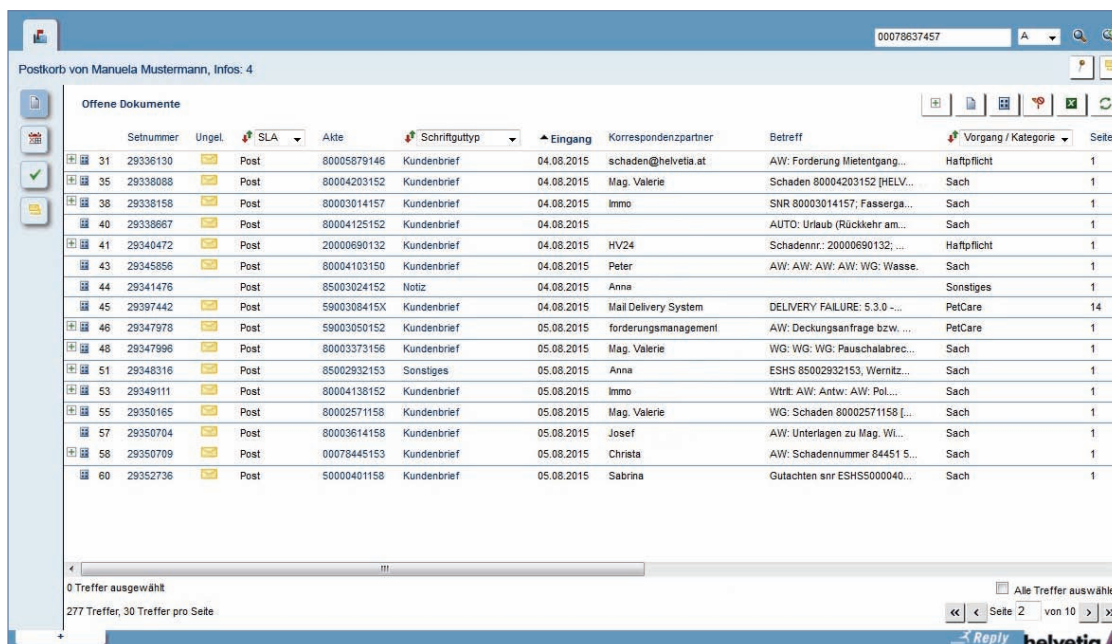 00078637457 A
Postkorb von Manuela Mustermann, Infos: 4
Offene Dokumente
Setnummer Ungel. SLA Akte Schriftguttyp Eingang Korrespondenzpartner Betreff Vorgang / Kategorie Seite
31 29336130 Post 80005879146 Kundenbrief 04.08.2015 schaden@helvetia.at AW: Forderung Mietentgang... Haftpflicht 1
35 29338088 Post 80004203152 Kundenbrief 04.08.2015 Mag. Valerie Schaden 80004203152 [HELV... Sach 1
38 29338158 Post 80003014157 Kundenbrief 04.08.2015 Immo SNR 80003014157; Fasserga... Sach 1
40 29338667 Post 80004125152 Kundenbrief 04.08.2015 AUTO: Urlaub (Rückkehr am... Sach 1
41 29340472 Post 20000690132 Kundenbrief 04.08.2015 HV24 Schadennr.: 20000690132; ... Haftpflicht 1
43 29345856 Post 80004103150 Kundenbrief 04.08.2015 Peter AW: AW: AW: AW: WG: Wasse. Sach 1
44 29341476 Post 85003024152 Notiz 04.08.2015 Anna Sonstiges 1
45 29397442 Post 5900308415X Kundenbrief 04.08.2015 Mail Delivery System DELIVERY FAILURE: 5.3.0 -... PetCare 14
46 29347978 Post 59003050152 Kundenbrief 05.08.2015 forderungsmanagement AW: Deckungsanfrage bzw. ... PetCare 1
48 29347996 Post 80003373156 Kundenbrief 05.08.2015 Mag. Valerie WG: WG: WG: Pauschalabrec... Sach 1
51 29348316 Post 85002932153 Sonstiges 05.08.2015 Anna ESHS 85002932153, Wernitz... Sach 1
53 29349111 Post 80004138152 Kundenbrief 05.08.2015 Immo Wtrlt: AW: Antw: AW: Pol.... Sach 1
55 29350165 Post 80002571158 Kundenbrief 05.08.2015 Mag. Valerie WG: Schaden 80002571158 [... Sach 1
57 29350704 Post 80003614158 Kundenbrief 05.08.2015 Josef AW: Unterlagen zu Mag. Wi... Sach 1
58 29350709 Post 00078445153 Kundenbrief 05.08.2015 Christa AW: Schadennummer 84451 5... Sach 1
60 29352736 Post 50000401158 Kundenbrief 05.08.2015 Sabrina Gutachten snr ESHS5000040... Sach 1
0 Treffer ausgewählt Alle Treffer auswähle
277 Treffer, 30 Treffer pro Seite « ‹ Seite 2 von 10 › »
+ Reply helvetia